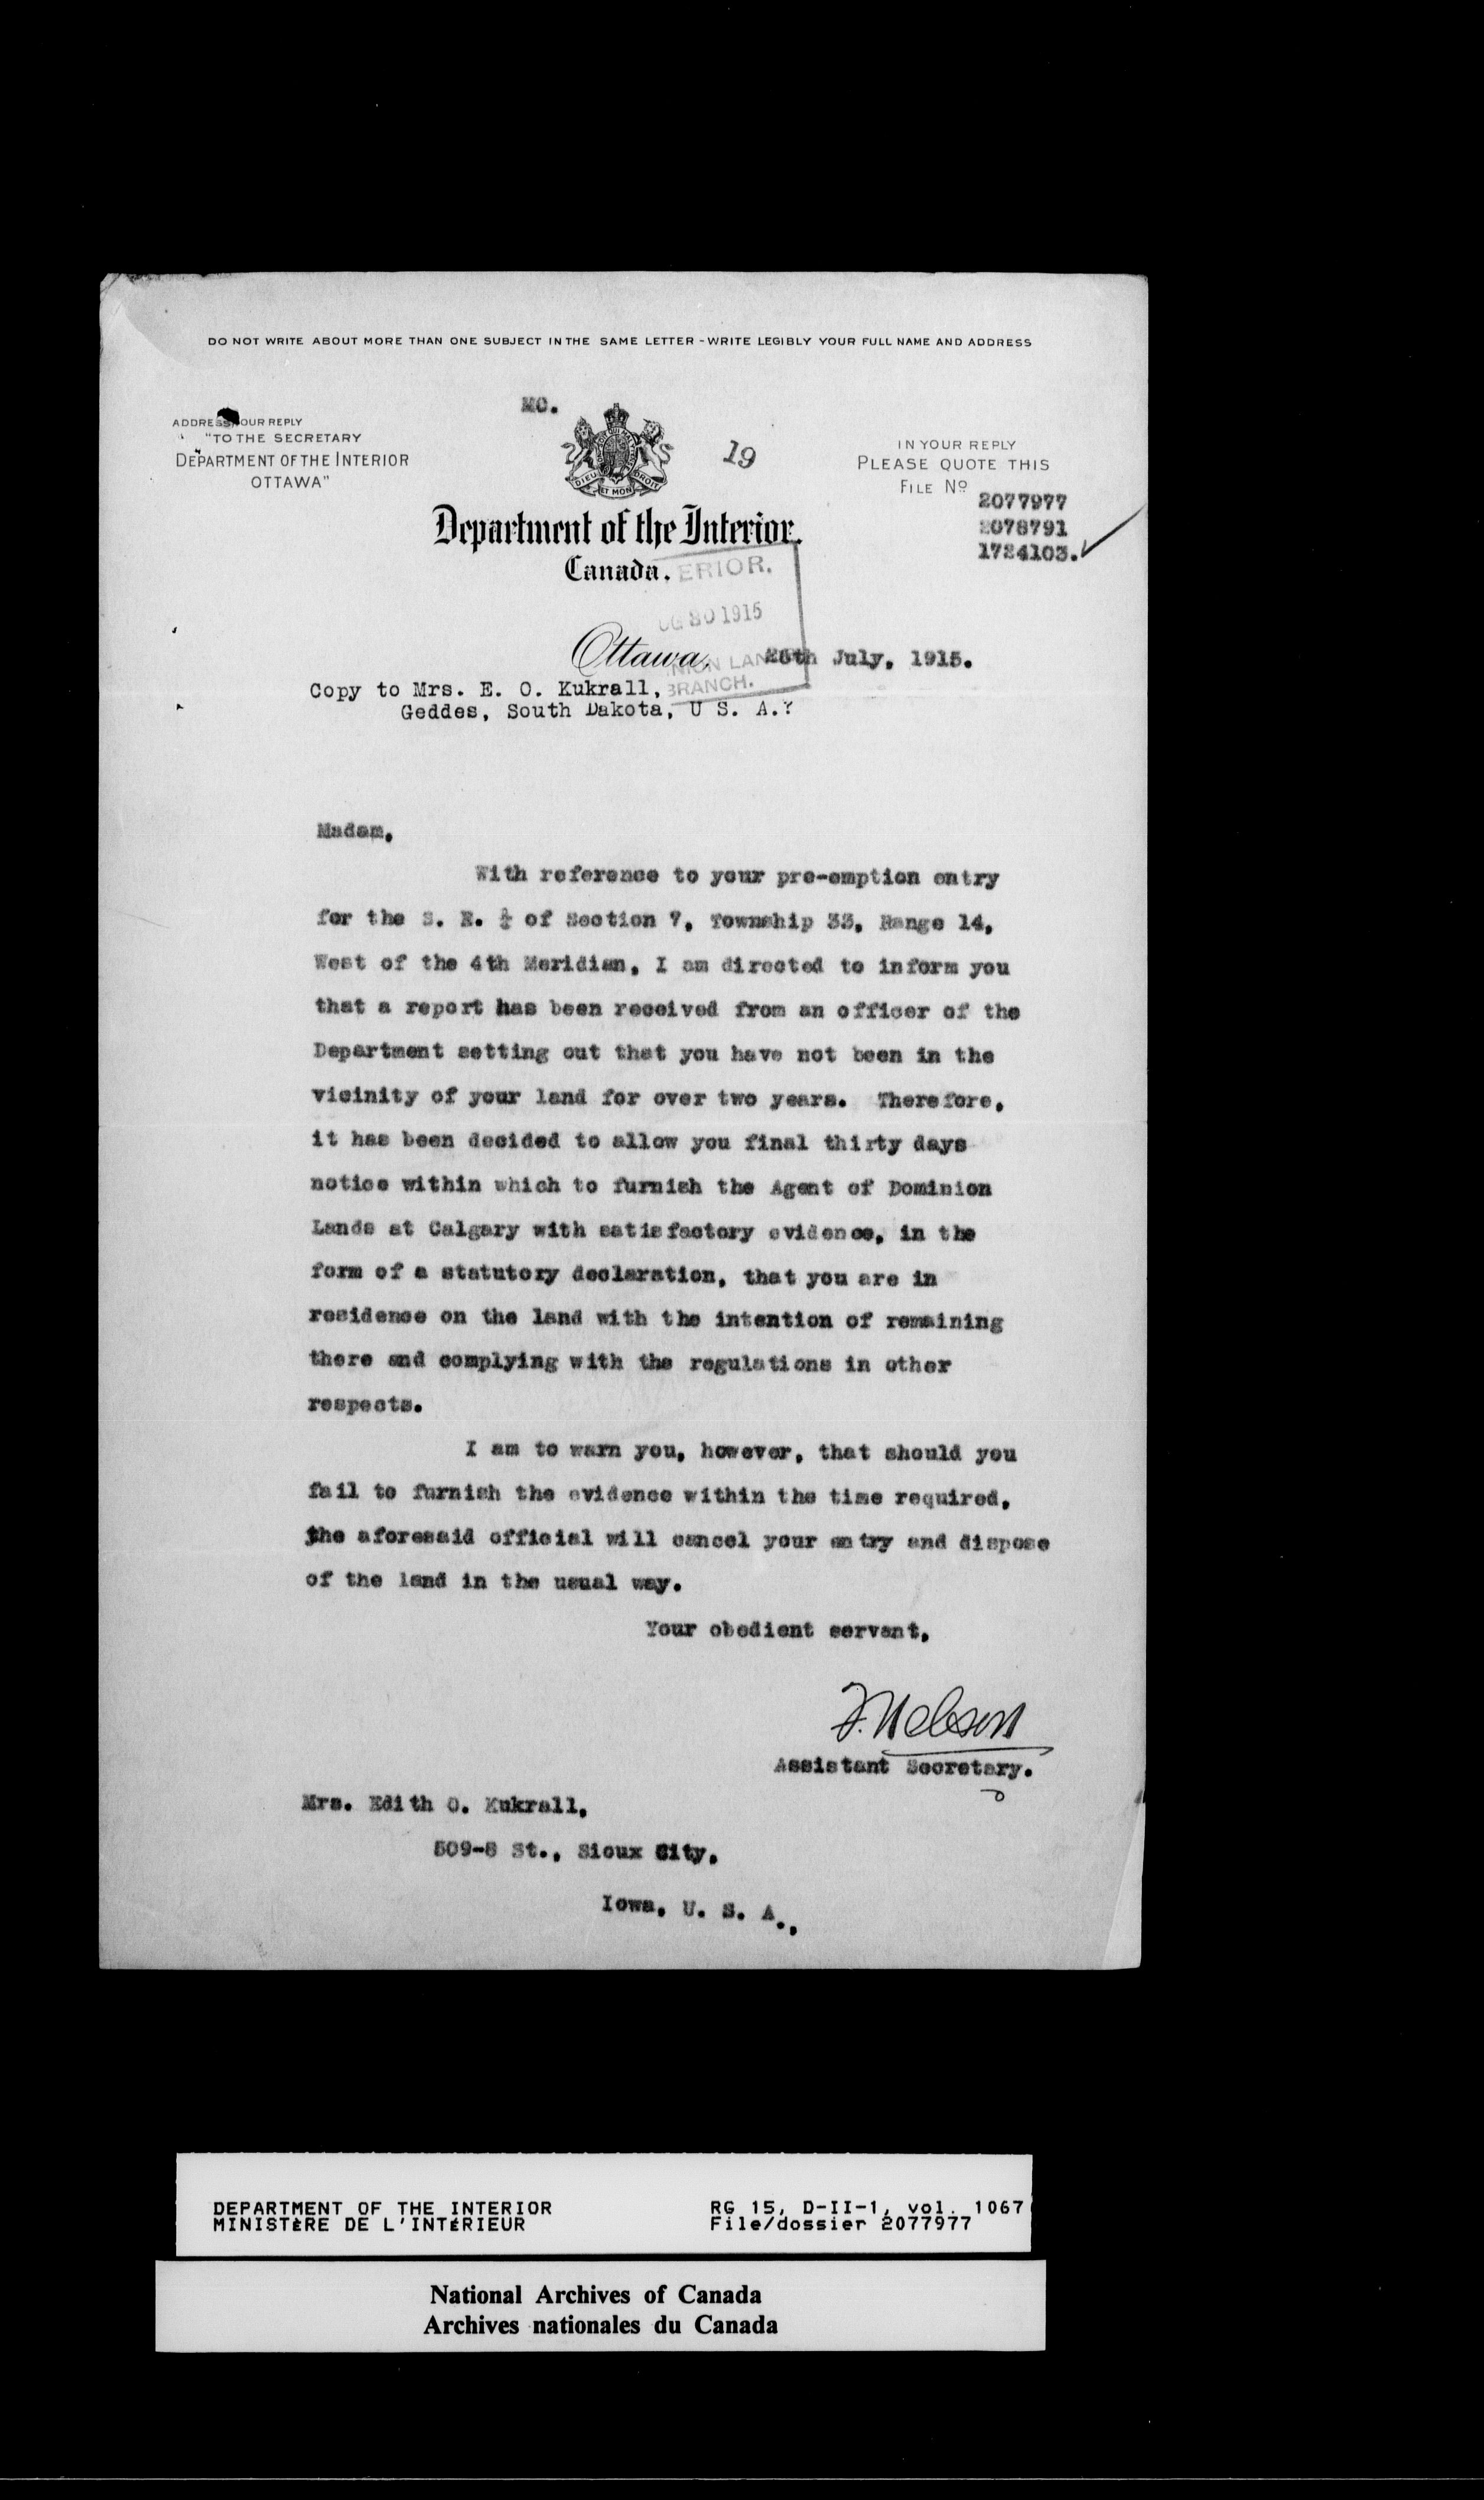 DO NOT WRITE ABOUT MORE THAN ONE SUBJECT IN THE SAME LETTER - WRITE LEGIBLY YOUR FULL NAME AND ADDRESS
MC.
ADDRESS OUR REPLY
"TO THE SECRETARY
DEPARTMENT OF THE INTERIOR
OTTAWA"
DIEU ET MON DROIT
19
IN YOUR REPLY
PLEASE QUOTE THIS
FILE No
2077977
2078791
1724103.
Department of the Interior.
Canada.
ERIOR.
UG 30 1915
NION LAN
BRANCH.
Ottawa, July, 1915.
Copy to Mrs. E. O. Kukrall,
Geddes, South Dakota, U S. A.?
Madam,
With reference to your pre-emption entry
for the S. E. ¼ of Section 7, Township 33, Range 14,
West of the 4th Meridian, I am directed to inform you
that a report has been received from an officer of the
Department setting out that you have not been in the
vicinity of your land for over two years. Therefore,
it has been decided to allow you final thirty days
notice within which to furnish the Agent of Dominion
Lands at Calgary with satisfactory evidence, in the
form of a statutory declaration, that you are in
residence on the land with the intention of remaining
there and complying with the regulations in other
respects.
I am to warn you, however, that should you
fail to furnish the evidence within the time required,
the aforesaid official will cancel your entry and dispose
of the land in the usual way.
Your obedient servant,
Assistant Secretary.
Mrs. Edith O. Kukrall,
509-8 St., Sioux City,
Iowa, U. S. A.,
DEPARTMENT OF THE INTERIOR
MINISTÈRE DE L'INTÉRIEUR
RG 15, D-II-1, vol. 1067
File/dossier 2077977
National Archives of Canada
Archives nationales du Canada